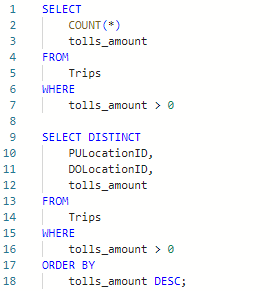 1 SELECT
2     COUNT(*)
3     tolls_amount
4 FROM
5     Trips
6 WHERE
7     tolls_amount > 0
8
9 SELECT DISTINCT
10     PULocationID,
11     DOLocationID,
12     tolls_amount
13 FROM
14     Trips
15 WHERE
16     tolls_amount > 0
17 ORDER BY
18     tolls_amount DESC;